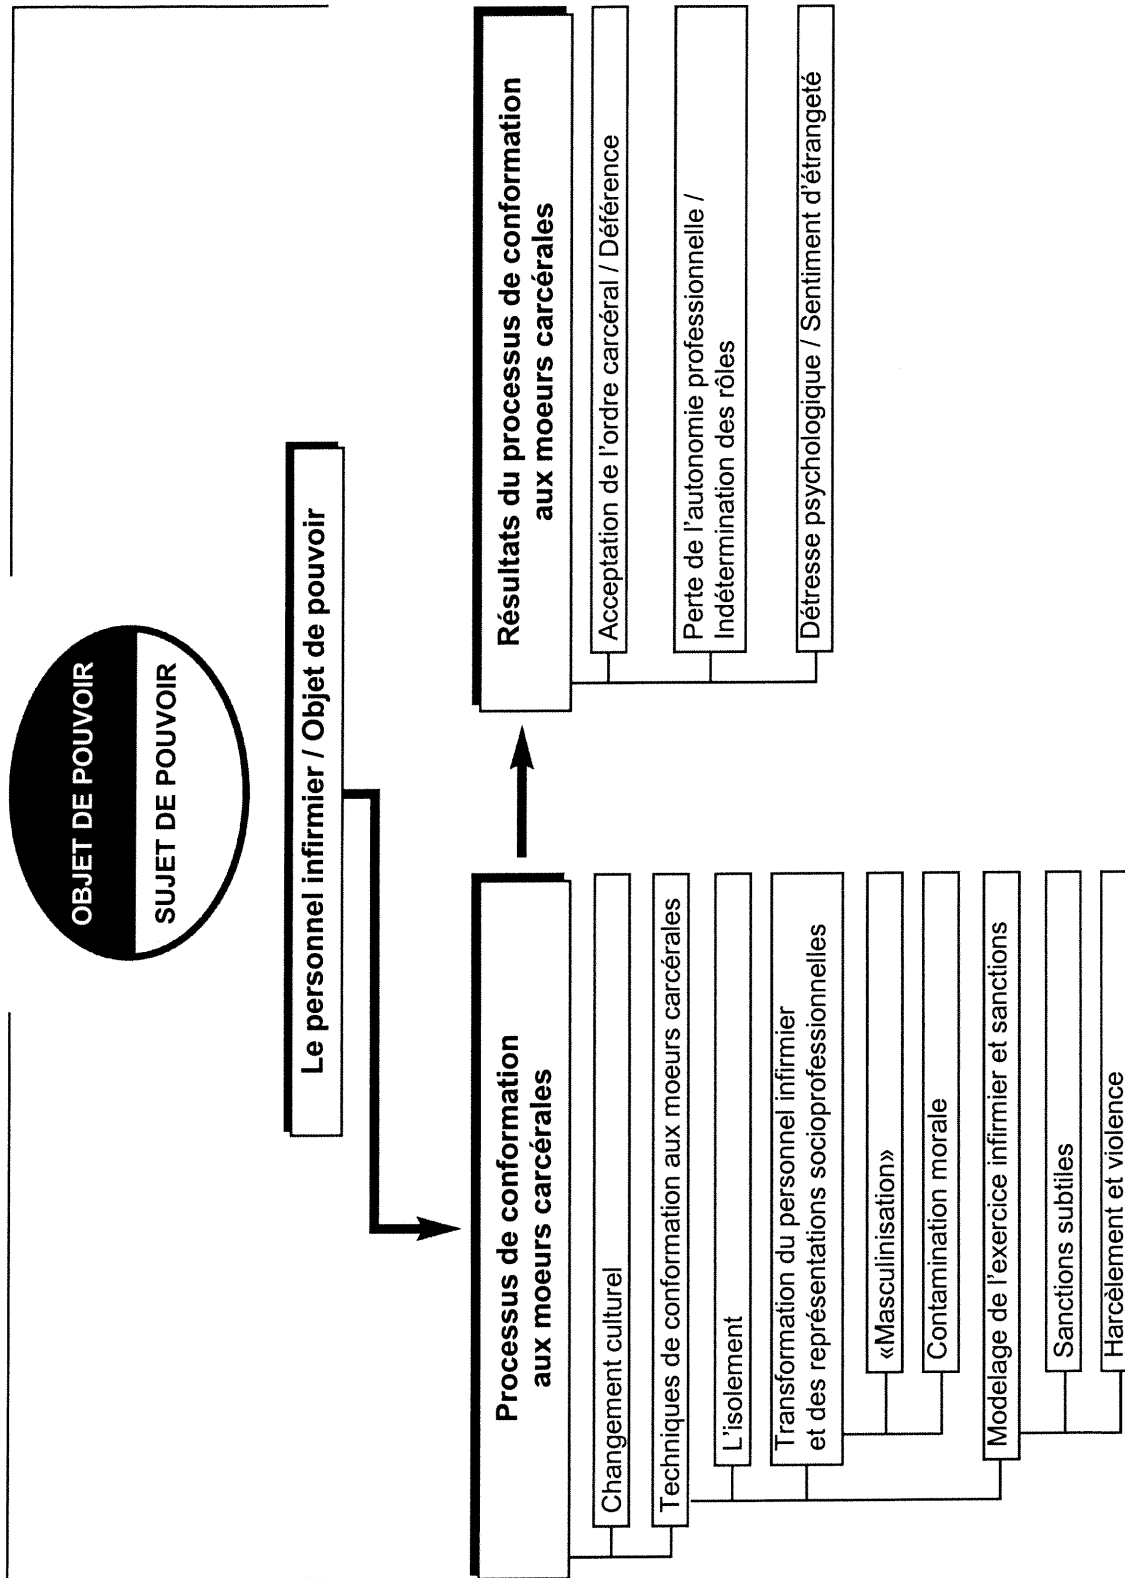 OBJET DE POUVOIR
SUJET DE POUVOIR
Le personnel infirmier / Objet de pouvoir
Processus de conformation
aux moeurs carcérales
Changement culturel
Techniques de conformation aux moeurs carcérales
L'isolement
Transformation du personnel infirmier
et des représentations socioprofessionnelles
«Masculinisation»
Contamination morale
Modelage de l'exercice infirmier et sanctions
Sanctions subtiles
Harcèlement et violence
Résultats du processus de conformation
aux moeurs carcérales
Acceptation de l'ordre carcéral / Déférence
Perte de l'autonomie professionnelle /
Indétermination des rôles
Détresse psychologique / Sentiment d'étrangeté